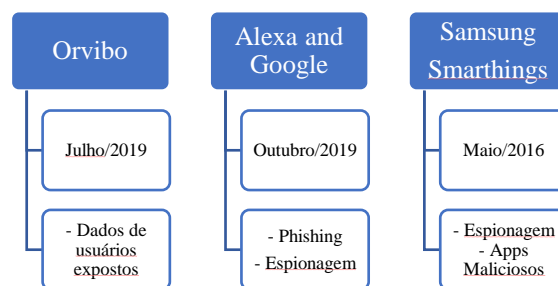 Orvibo
Julho/2019
- Dados de
usuários
expostos
Alexa and
Google
Outubro/2019
- Phishing
- Espionagem
Samsung
Smarthings
Maio/2016
- Espionagem
- Apps
Maliciosos